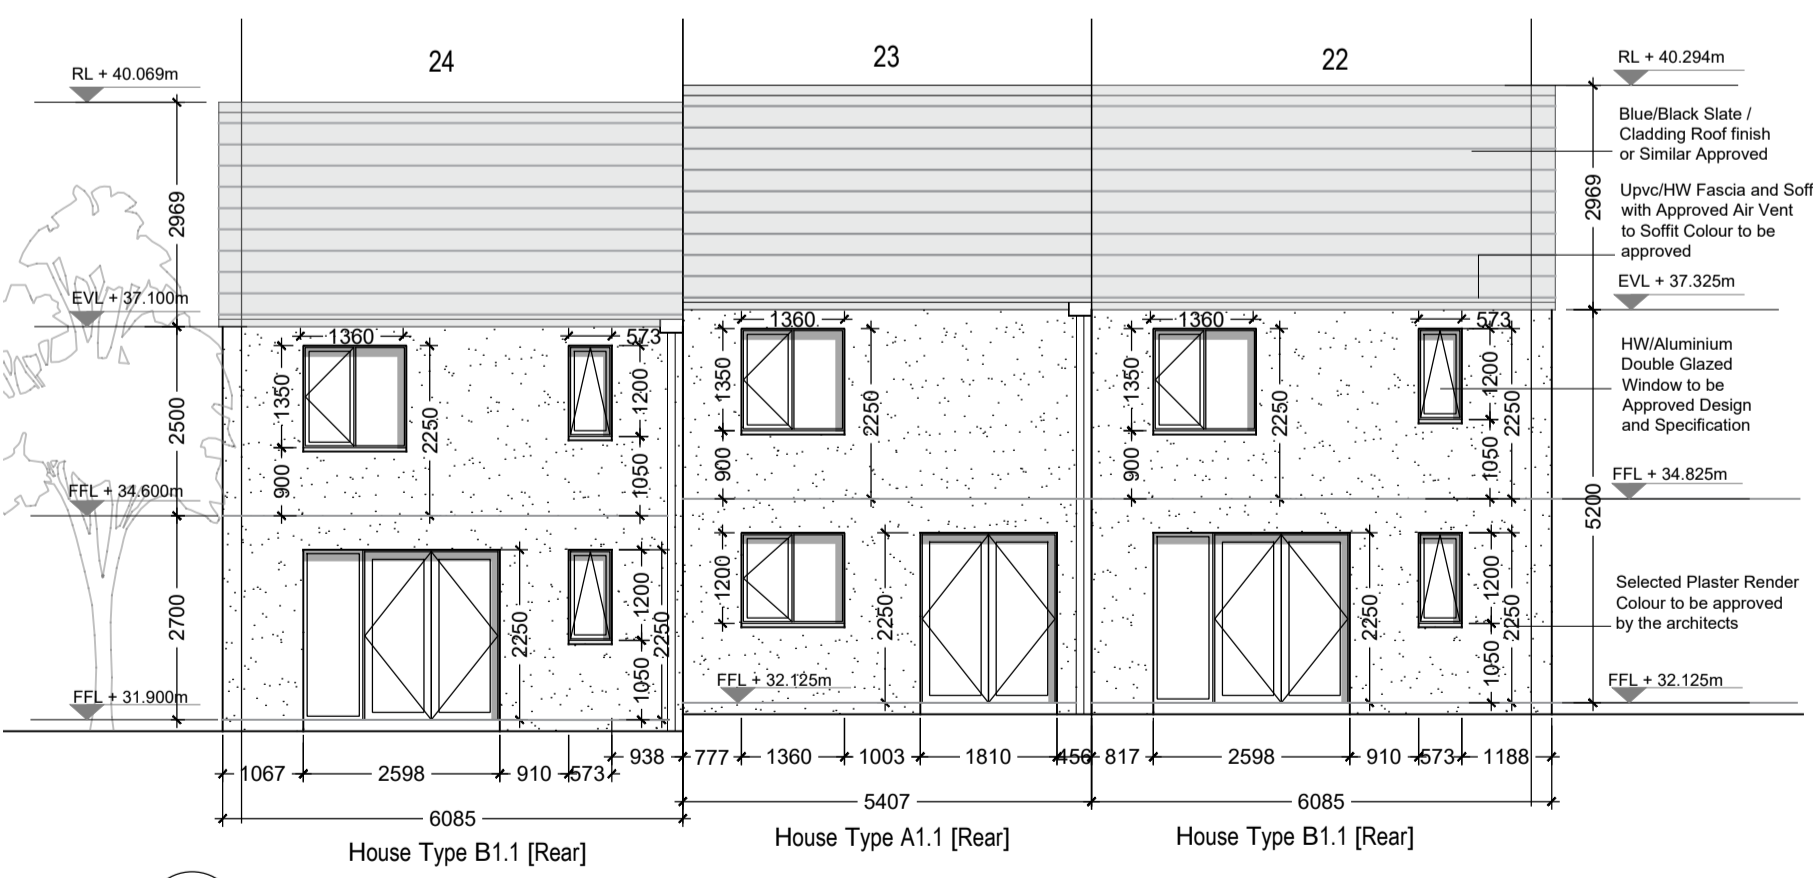 24
23
22
RL + 40.069m
RL + 40.294m
Blue/Black Slate /
Cladding Roof finish
or Similar Approved
Upvc/HW Fascia and Soff
with Approved Air Vent
to Soffit Colour to be
approved
2969
2969
EVL + 37.100m
EVL + 37.325m
1360
573
1360
1360
573
HW/Aluminium
Double Glazed
Window to be
Approved Design
and Specification
2500
1350
2250
1200
1350
2250
1350
2250
1200
2250
900
1050
900
900
1050
FFL + 34.600m
FFL + 34.825m
5200
2700
2250
1200
2250
1050
1200
2250
2250
1200
2250
1050
Selected Plaster Render
Colour to be approved
by the architects
FFL + 31.900m
FFL + 32.125m
FFL + 32.125m
1067
2598
910
573
938
777
1360
1003
1810
456
817
2598
910
573
1188
6085
5407
6085
House Type B1.1 [Rear]
House Type A1.1 [Rear]
House Type B1.1 [Rear]